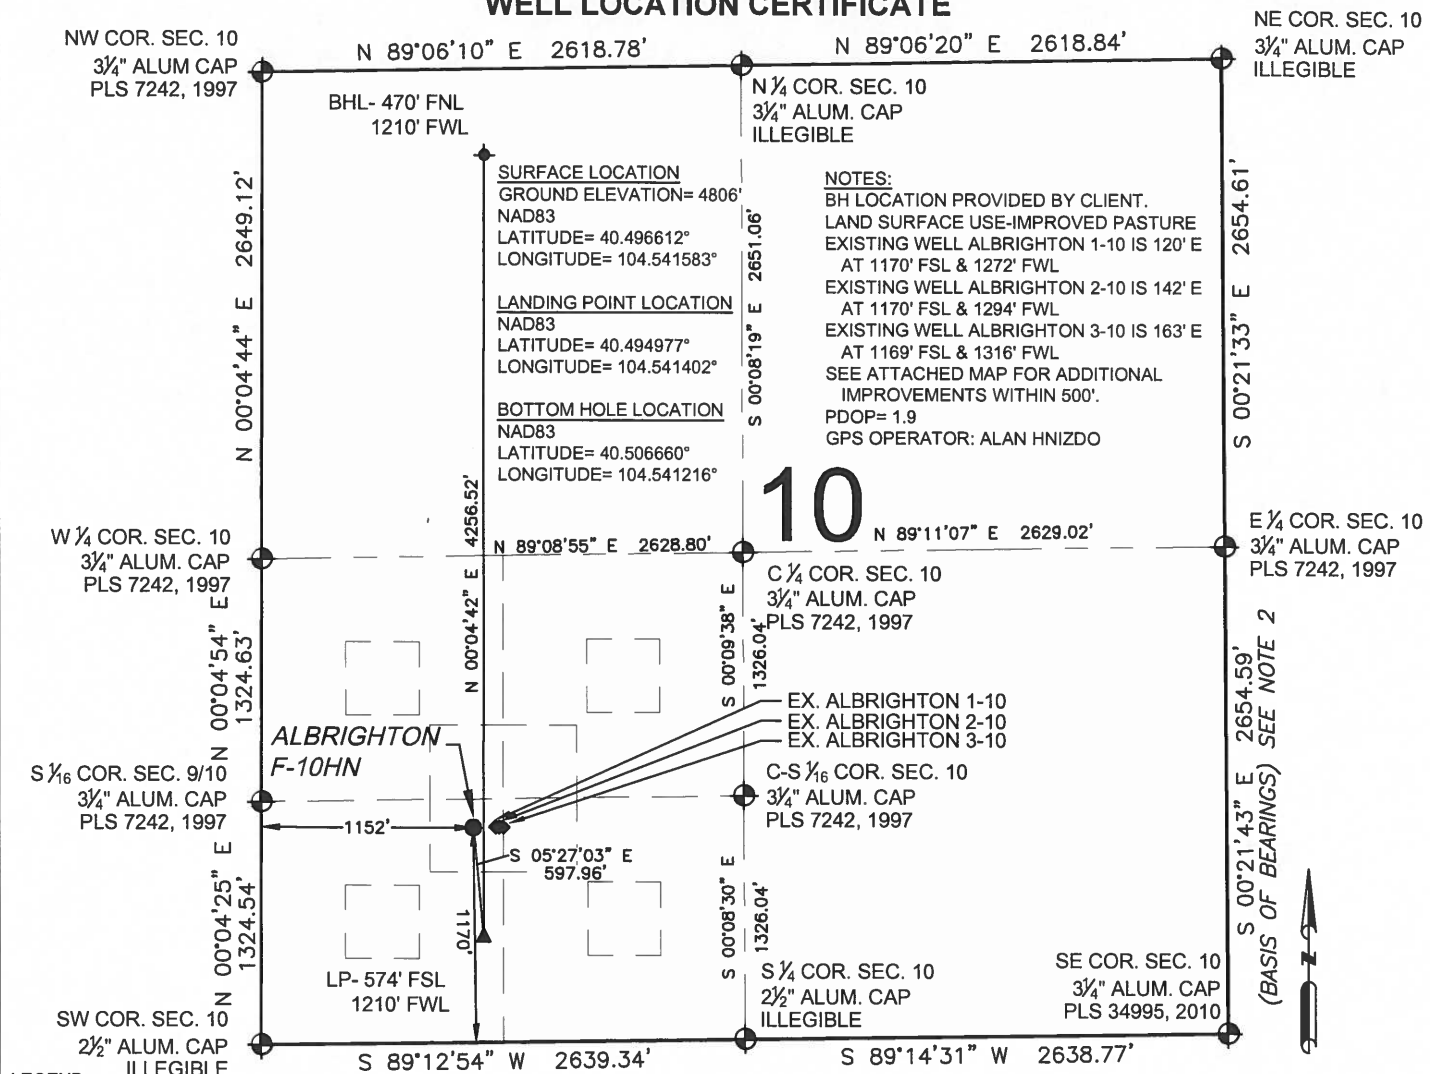 WELL LOCATION CERTIFICATE
NW COR. SEC. 10
3¼" ALUM CAP
PLS 7242, 1997
N 89°06'10" E 2618.78'
N 89°06'20" E 2618.84'
NE COR. SEC. 10
3¼" ALUM. CAP
ILLEGIBLE
N ¼ COR. SEC. 10
3¼" ALUM. CAP
ILLEGIBLE
BHL- 470' FNL
1210' FWL
SURFACE LOCATION
GROUND ELEVATION= 4806'
NAD83
LATITUDE= 40.496612°
LONGITUDE= 104.541583°
LANDING POINT LOCATION
NAD83
LATITUDE= 40.494977°
LONGITUDE= 104.541402°
BOTTOM HOLE LOCATION
NAD83
LATITUDE= 40.506660°
LONGITUDE= 104.541216°
NOTES:
BH LOCATION PROVIDED BY CLIENT.
LAND SURFACE USE-IMPROVED PASTURE
EXISTING WELL ALBRIGHTON 1-10 IS 120' E
AT 1170' FSL & 1272' FWL
EXISTING WELL ALBRIGHTON 2-10 IS 142' E
AT 1170' FSL & 1294' FWL
EXISTING WELL ALBRIGHTON 3-10 IS 163' E
AT 1169' FSL & 1316' FWL
SEE ATTACHED MAP FOR ADDITIONAL
IMPROVEMENTS WITHIN 500'.
PDOP= 1.9
GPS OPERATOR: ALAN HNIZDO
N 00°04'44" E 2649.12'
S 00°08'19" E 2651.06'
S 00°21'33" E 2654.61'
10
W ¼ COR. SEC. 10
3¼" ALUM. CAP
PLS 7242, 1997
N 89°08'55" E 2628.80'
N 89°11'07" E 2629.02'
E ¼ COR. SEC. 10
3¼" ALUM. CAP
PLS 7242, 1997
C ¼ COR. SEC. 10
3¼" ALUM. CAP
PLS 7242, 1997
N 00°04'42" E 4256.52'
N 00°04'54" E
1324.63'
S 00°09'38" E
1326.04'
EX. ALBRIGHTON 1-10
EX. ALBRIGHTON 2-10
EX. ALBRIGHTON 3-10
ALBRIGHTON
F-10HN
S 1/16 COR. SEC. 9/10
3¼" ALUM. CAP
PLS 7242, 1997
C-S 1/16 COR. SEC. 10
3¼" ALUM. CAP
PLS 7242, 1997
1152'
S 05°27'03" E
597.96'
1170'
N 00°04'25" E
1324.54'
S 00°08'30" E
1326.04'
S 00°21'43" E 2654.59'
(BASIS OF BEARINGS) SEE NOTE 2
N
LP- 574' FSL
1210' FWL
S ¼ COR. SEC. 10
2½" ALUM. CAP
ILLEGIBLE
SE COR. SEC. 10
3¼" ALUM. CAP
PLS 34995, 2010
SW COR. SEC. 10
2½" ALUM. CAP
ILLEGIBLE
S 89°12'54" W 2639.34'
S 89°14'31" W 2638.77'